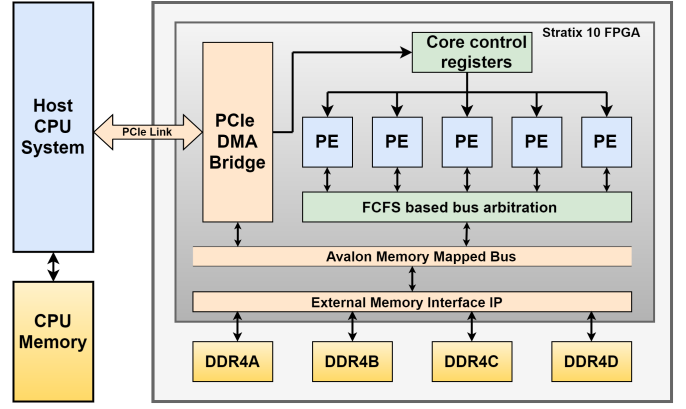 Stratix 10 FPGA
Host
CPU
System
PCIe Link
PCIe
DMA
Bridge
Core control
registers
PE PE PE PE PE
FCFS based bus arbitration
Avalon Memory Mapped Bus
External Memory Interface IP
CPU
Memory
DDR4A DDR4B DDR4C DDR4D